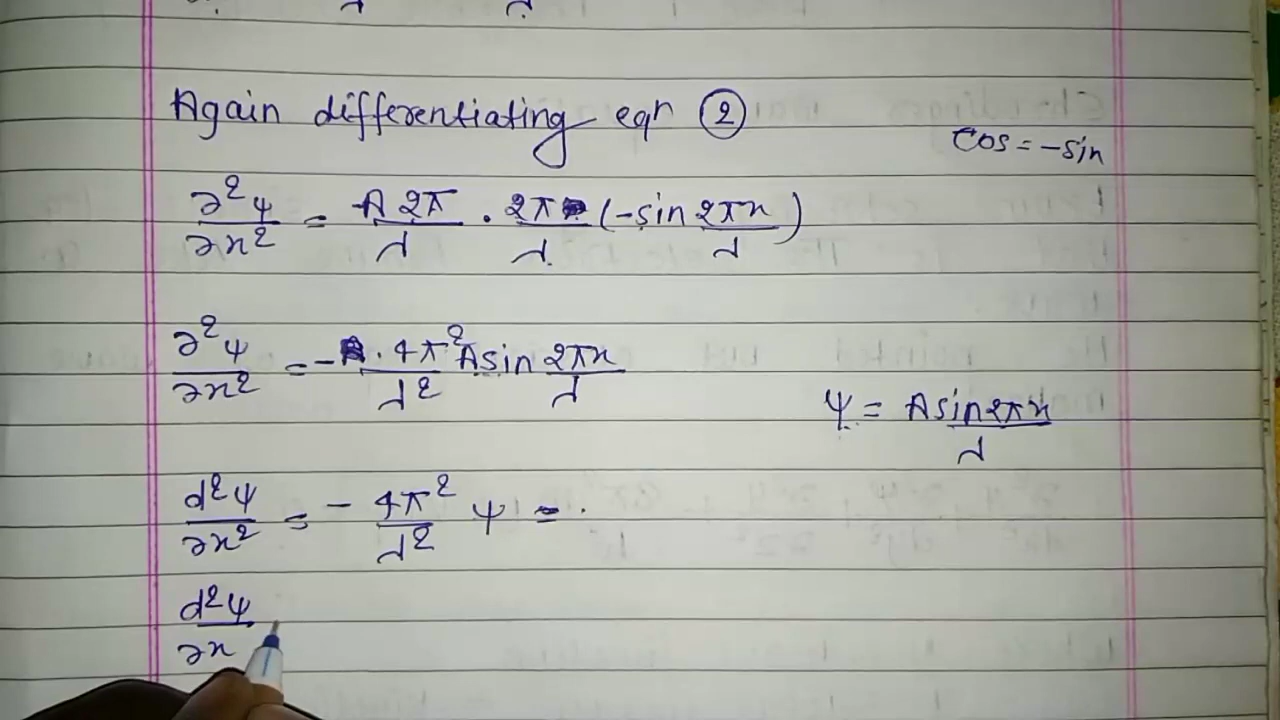 Again differentiating eqn ②
Cos = -sin
∂²ψ/∂x² = A 2π/λ . 2π/λ (-sin 2πx/λ)
∂²ψ/∂x² = - . 4π²/λ² A sin 2πx/λ
ψ = A sin 2πx/λ
d²ψ/∂x² = - 4π²/λ² ψ - .
d²ψ/∂x